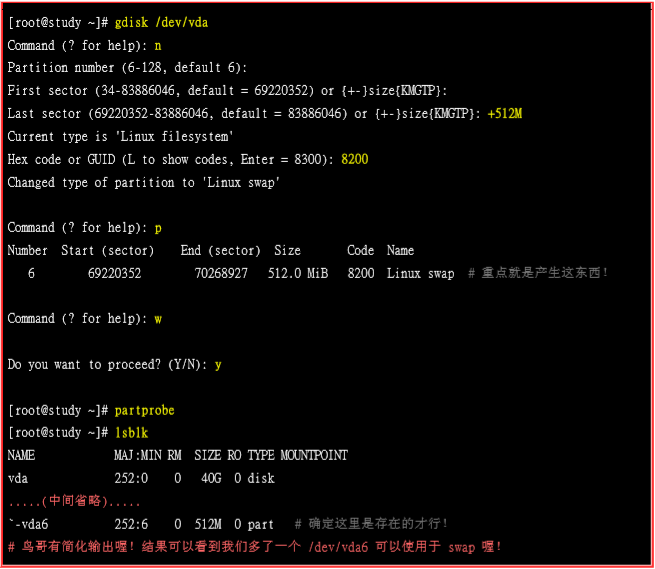 [root@study ~]# gdisk /dev/vda
Command (? for help): n
Partition number (6-128, default 6):
First sector (34-83886046, default = 69220352) or {+-}size{KMGTP}:
Last sector (69220352-83886046, default = 83886046) or {+-}size{KMGTP}: +512M
Current type is 'Linux filesystem'
Hex code or GUID (L to show codes, Enter = 8300): 8200
Changed type of partition to 'Linux swap'
Command (? for help): p
Number Start (sector) End (sector) Size Code Name
6 69220352 70268927 512.0 MiB 8200 Linux swap # 重点就是产生这东西！
Command (? for help): w
Do you want to proceed? (Y/N): y
[root@study ~]# partprobe
[root@study ~]# lsblk
NAME MAJ:MIN RM SIZE RO TYPE MOUNTPOINT
vda 252:0 0 40G 0 disk
.....(中间省略).....
`-vda6 252:6 0 512M 0 part # 确定这里是存在的才行！
# 鸟哥有简化输出喔！结果可以看到我们多了一个 /dev/vda6 可以使用于 swap 喔！